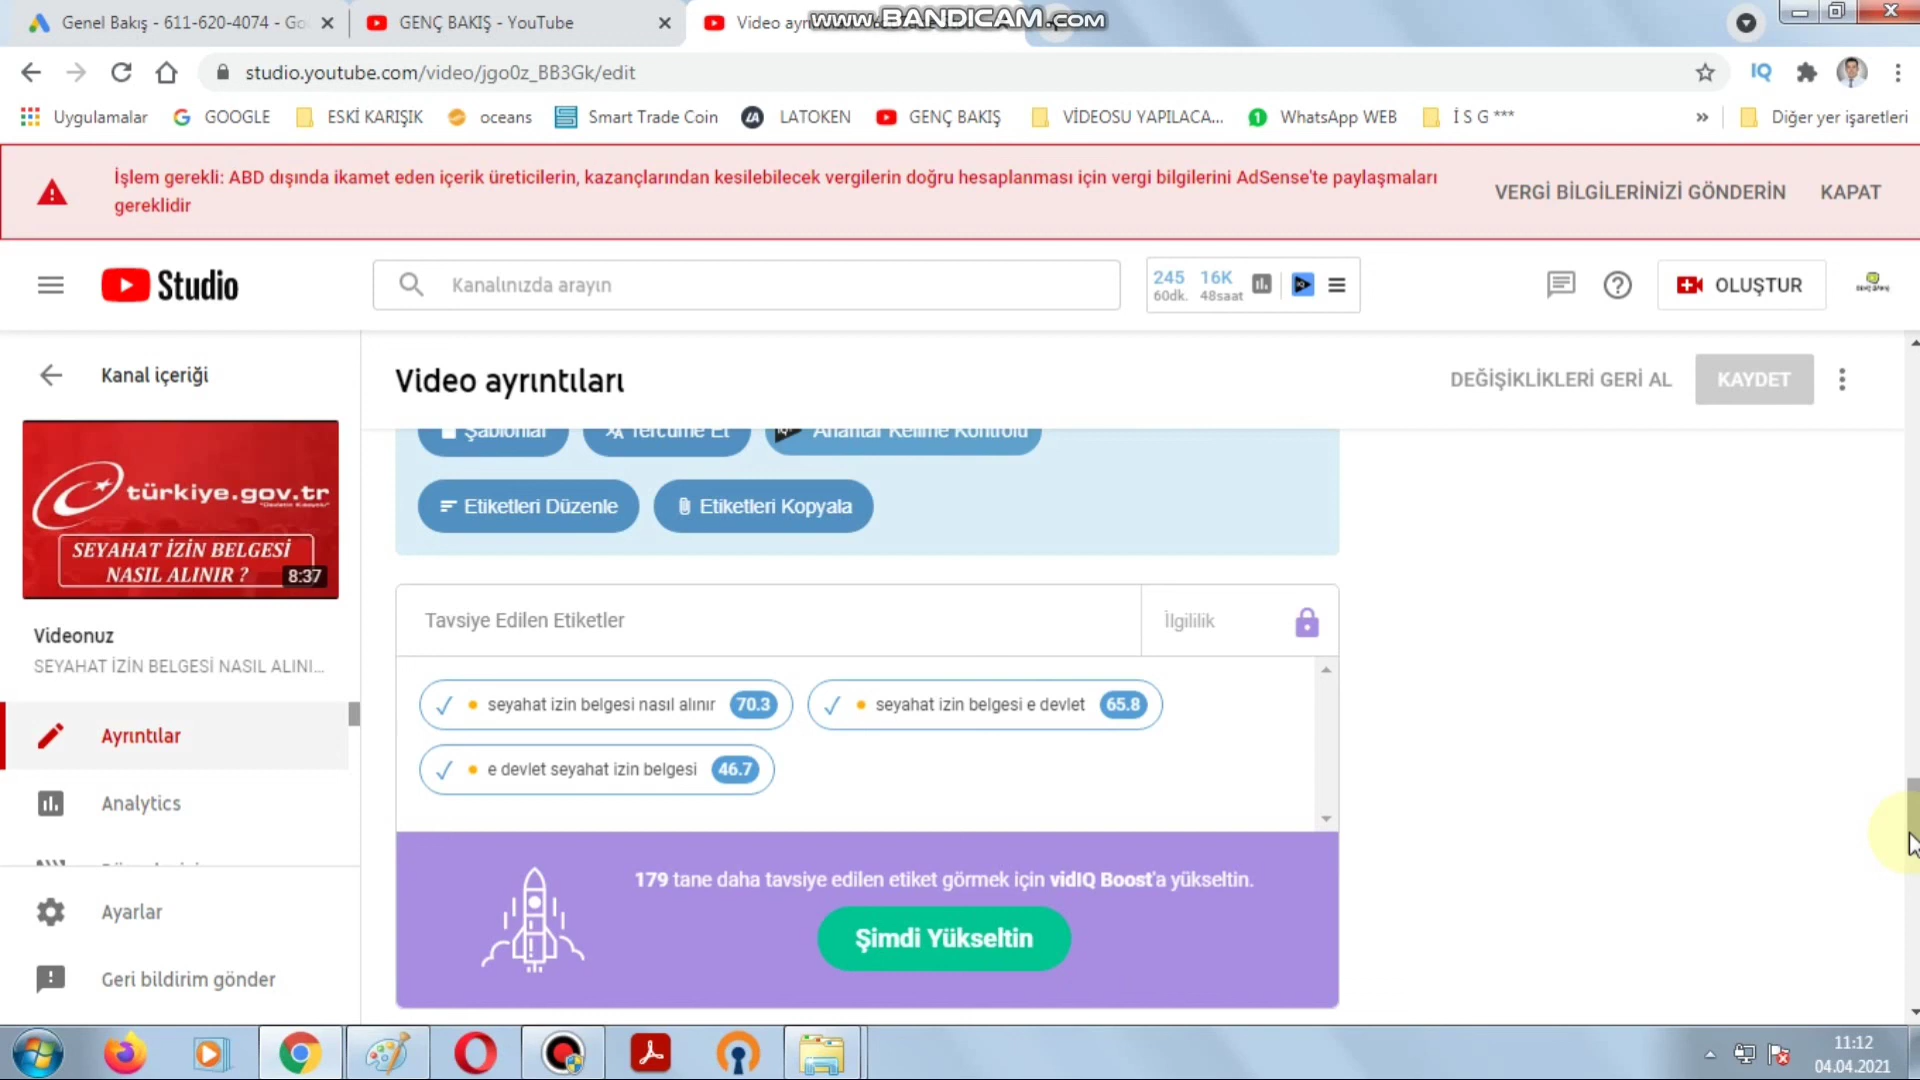 Genel Bakış - 611-620-4074 - Go
GENÇ BAKIŞ - YouTube
Video ayrı
www.BANDICAM.COM
studio.youtube.com/video/jgo0z_BB3Gk/edit
IQ
Uygulamalar
GOOGLE
ESKİ KARIŞIK
oceans
Smart Trade Coin
LATOKEN
GENÇ BAKIŞ
VİDEOSU YAPILACA...
WhatsApp WEB
İ S G ***
»
Diğer yer işaretleri
İşlem gerekli: ABD dışında ikamet eden içerik üreticilerin, kazançlarından kesilebilecek vergilerin doğru hesaplanması için vergi bilgilerini AdSense'te paylaşmaları
gereklidir
VERGİ BİLGİLERİNİZİ GÖNDERİN
KAPAT
Studio
Kanalınızda arayın
245 16K
60dk. 48saat
OLUŞTUR
Kanal içeriği
Video ayrıntıları
DEĞİŞİKLİKLERİ GERİ AL
KAYDET
türkiye.gov.tr
SEYAHAT İZİN BELGESİ
NASIL ALINIR ?
8:37
Şablonlar
Tercüme Et
Anahtar Kelime Kontrolü
Etiketleri Düzenle
Etiketleri Kopyala
Videonuz
SEYAHAT İZİN BELGESİ NASIL ALINI...
Tavsiye Edilen Etiketler
İlgililik
seyahat izin belgesi nasıl alınır 70.3
seyahat izin belgesi e devlet 65.8
e devlet seyahat izin belgesi 46.7
Ayrıntılar
Analytics
Ayarlar
Geri bildirim gönder
179 tane daha tavsiye edilen etiket görmek için vidIQ Boost'a yükseltin.
Şimdi Yükseltin
11:12
04.04.2021